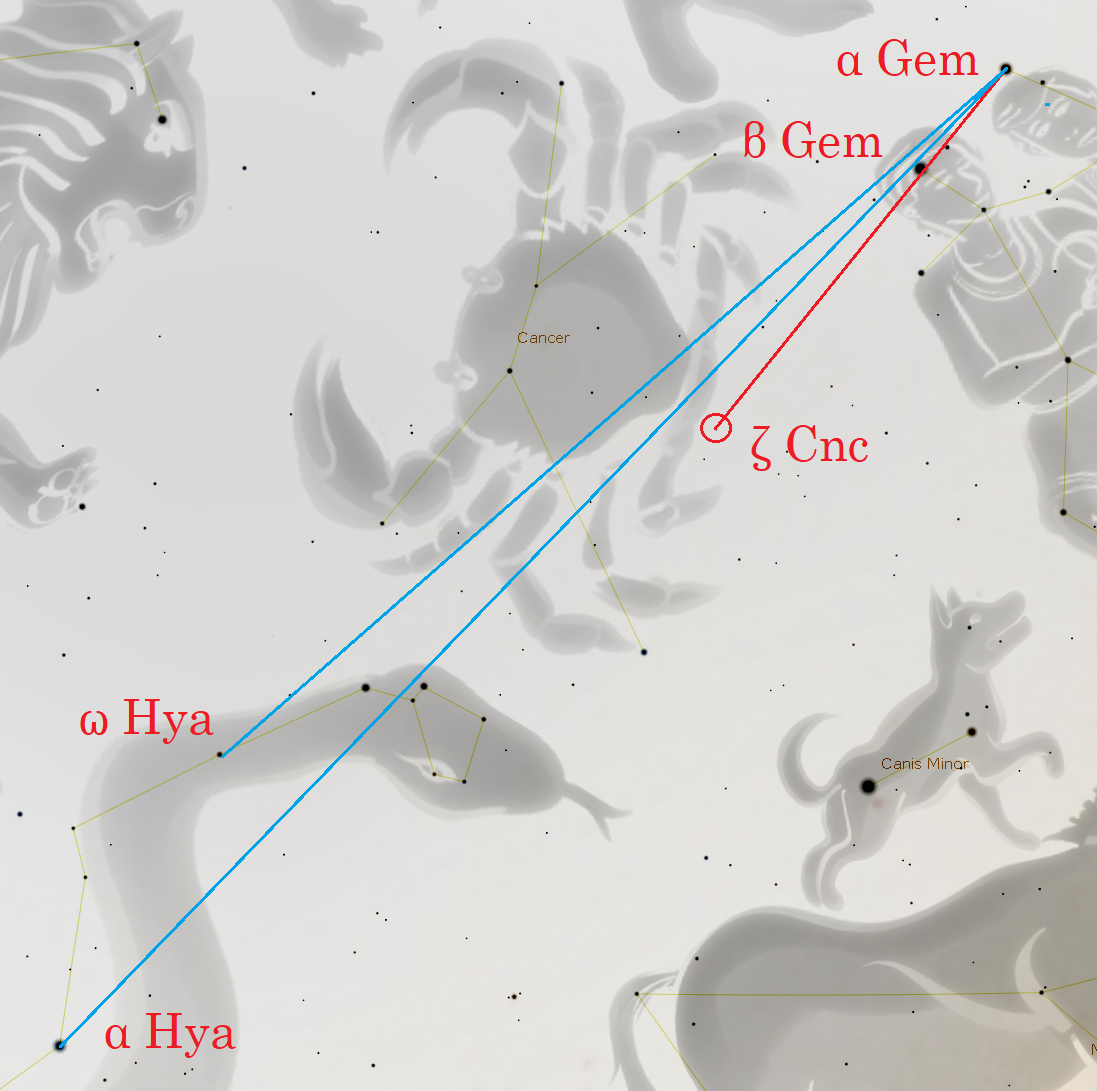 α Gem
β Gem
Cancer
ζ Cnc
ω Hya
Canis Minor
α Hya
M